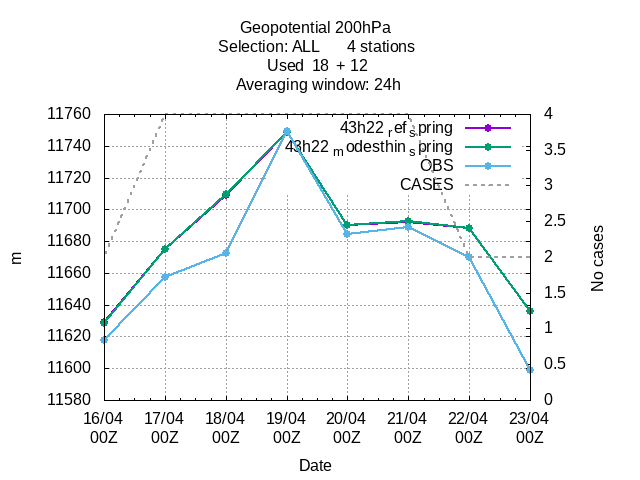 Geopotential 200hPa
Selection: ALL 4 stations
Used 18 + 12
Averaging window: 24h
11760
11740
11720
11700
11680
11660
11640
11620
11600
11580
m
43h22 ref spring
43h22 modesthin spring
OBS
CASES
4
3.5
3
2.5
2
1.5
1
0.5
0
No cases
16/04 17/04 18/04 19/04 20/04 21/04 22/04 23/04
00Z 00Z 00Z 00Z 00Z 00Z 00Z 00Z
Date